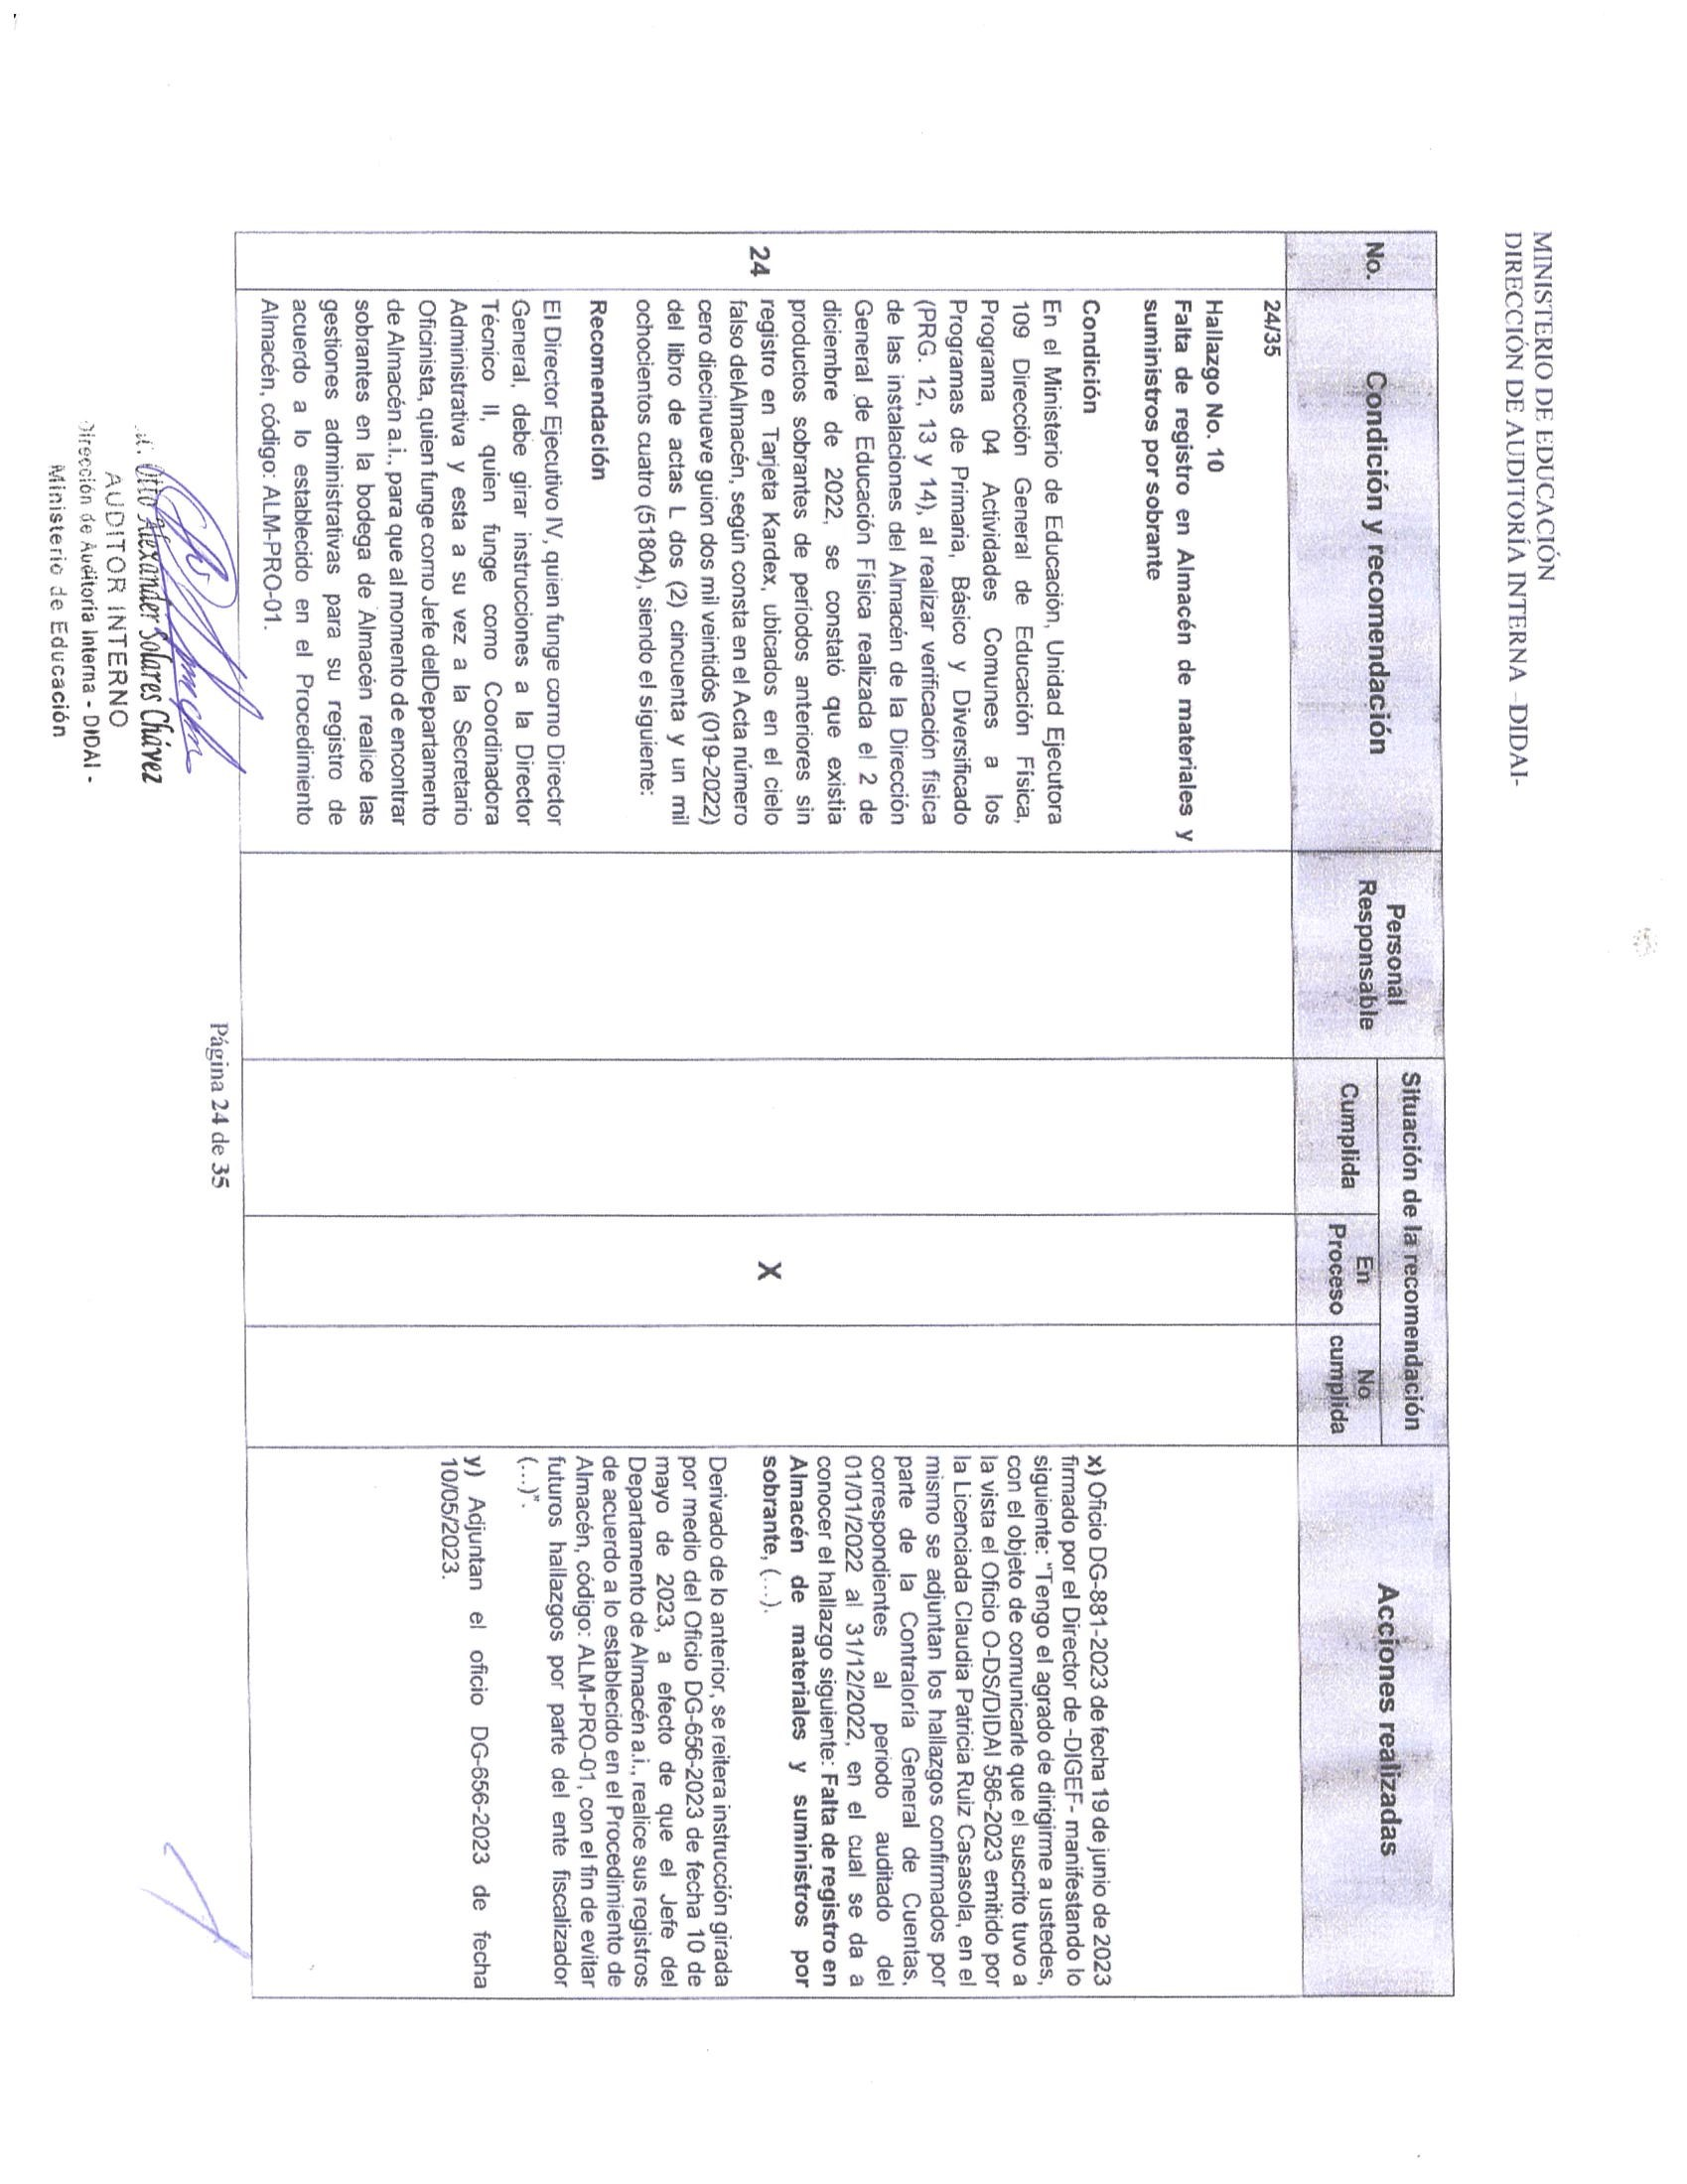 MINISTERIO DE EDUCACIÓN
DIRECCIÓN DE AUDITORÍA INTERNA –DIDAI-
No.
Condición y recomendación
Personal
Responsable
Situación de la recomendación
Cumplida
En
Proceso
No
cumplida
Acciones realizadas
24
24/35
Hallazgo No. 10
Falta de registro en Almacén de materiales y
suministros por sobrante
Condición
En el Ministerio de Educación, Unidad Ejecutora
109 Dirección General de Educación Física,
Programa 04 Actividades Comunes a los
Programas de Primaria, Básico y Diversificado
(PRG. 12, 13 y 14), al realizar verificación física
de las instalaciones del Almacén de la Dirección
General de Educación Física realizada el 2 de
diciembre de 2022, se constató que existia
productos sobrantes de períodos anteriores sin
registro en Tarjeta Kardex, ubicados en el cielo
falso delAlmacén, según consta en el Acta número
cero diecinueve guion dos mil veintidós (019-2022)
del libro de actas L dos (2) cincuenta y un mil
ochocientos cuatro (51804), siendo el siguiente:
Recomendación
El Director Ejecutivo IV, quien funge como Director
General, debe girar instrucciones a la Director
Técnico II, quien funge como Coordinadora
Administrativa y esta a su vez a la Secretario
Oficinista, quien funge como Jefe delDepartamento
de Almacén a.i., para que al momento de encontrar
sobrantes en la bodega de Almacén realice las
gestiones administrativas para su registro de
acuerdo a lo establecido en el Procedimiento
Almacén, código: ALM-PRO-01.
X
x) Oficio DG-881-2023 de fecha 19 de junio de 2023
firmado por el Director de -DIGEF- manifestando lo
siguiente: "Tengo el agrado de dirigirme a ustedes,
con el objeto de comunicarle que el suscrito tuvo a
la vista el Oficio O-DS/DIDAI 586-2023 emitido por
la Licenciada Claudia Patricia Ruiz Casasola, en el
mismo se adjuntan los hallazgos confirmados por
parte de la Contraloría General de Cuentas,
correspondientes al periodo auditado del
01/01/2022 al 31/12/2022, en el cual se da a
conocer el hallazgo siguiente: Falta de registro en
Almacén de materiales y suministros por
sobrante, (...).
Derivado de lo anterior, se reitera instrucción girada
por medio del Oficio DG-656-2023 de fecha 10 de
mayo de 2023, a efecto de que el Jefe del
Departamento de Almacén a.i., realice sus registros
de acuerdo a lo establecido en el Procedimiento de
Almacén, código: ALM-PRO-01, con el fin de evitar
futuros hallazgos por parte del ente fiscalizador
(...)".
y) Adjuntan el oficio DG-656-2023 de fecha
10/05/2023.
Página 24 de 35
Otto Alexander Solares Chávez
AUDITOR INTERNO
Dirección de Auditoría Interna - DIDAI -
Ministerio de Educación